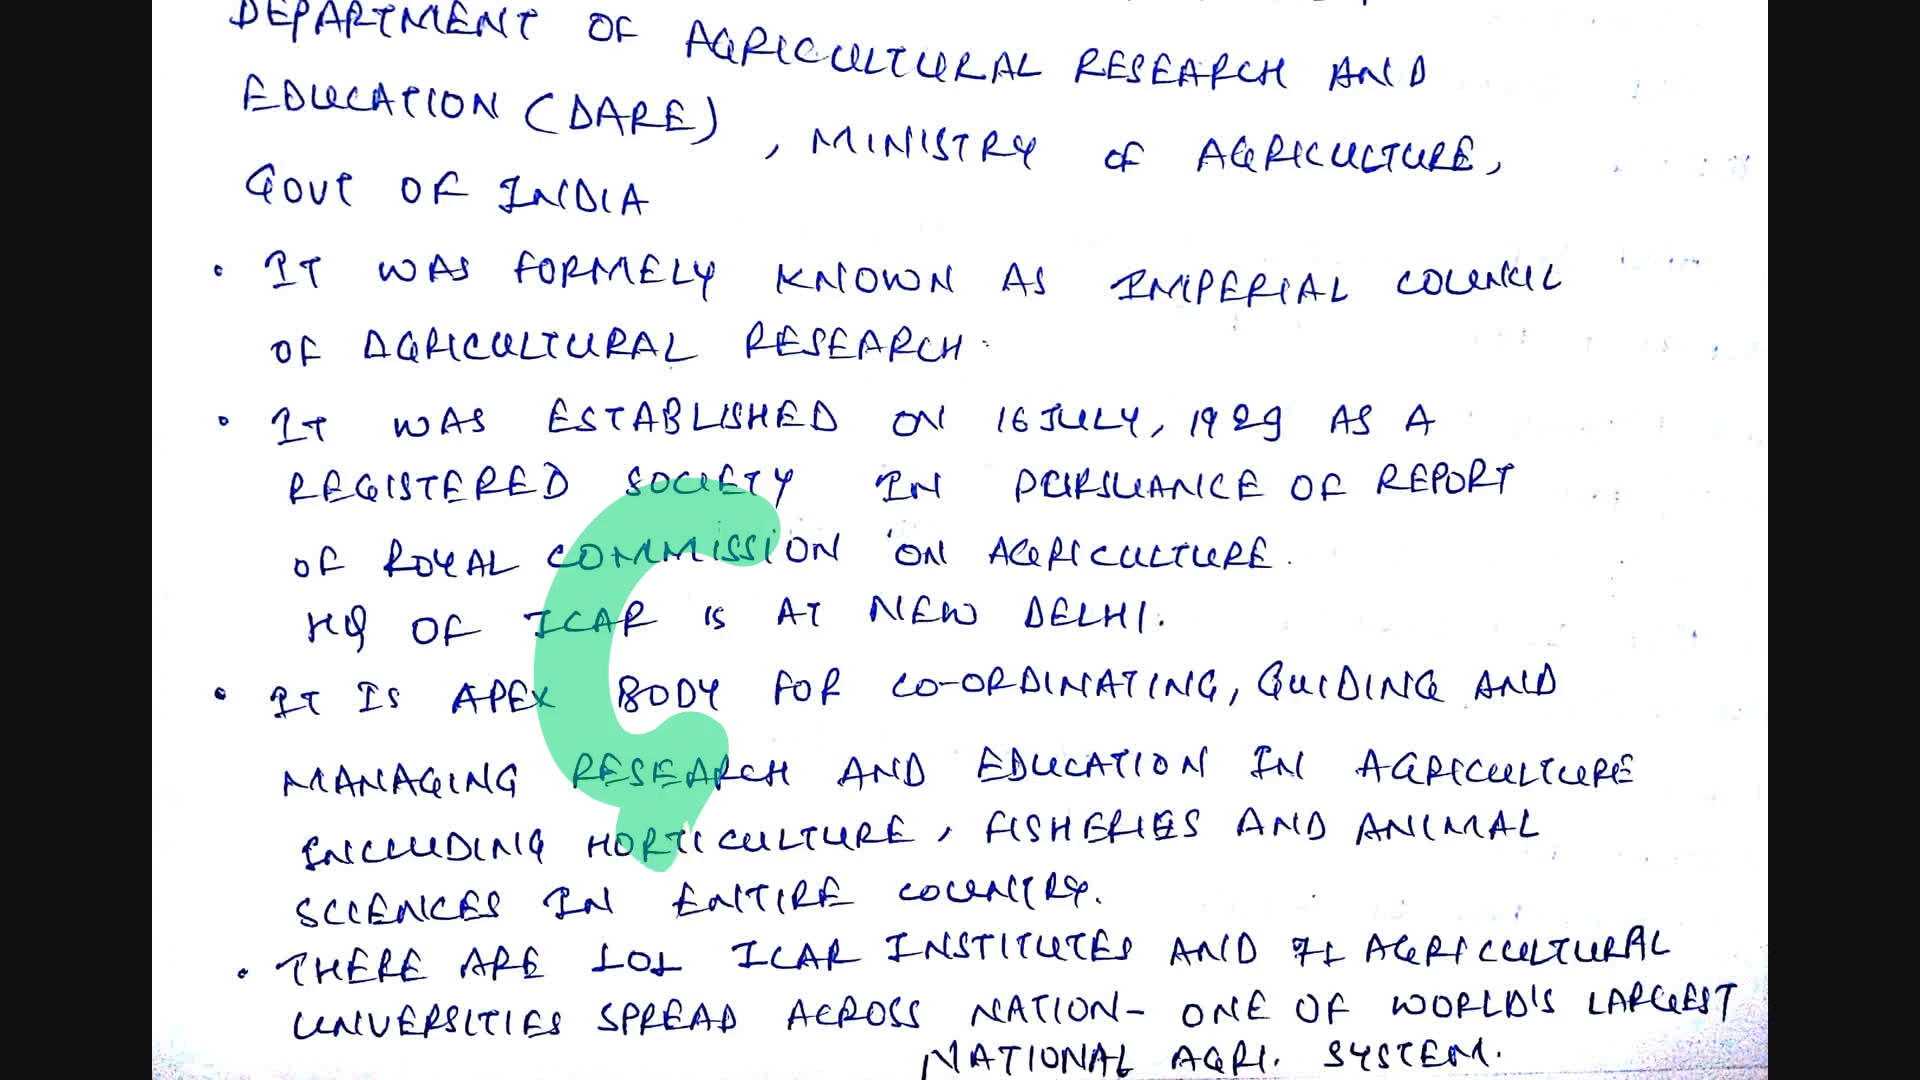 DEPARTMENT OF AGRICULTURAL RESEARCH AND
EDUCATION (DARE), MINISTRY OF AGRICULTURE,
GOVT OF INDIA
• IT WAS FORMELY KNOWN AS IMPERIAL COUNCIL
OF AGRICULTURAL RESEARCH.
• IT WAS ESTABLISHED ON 16 JULY, 1929 AS A
REGISTERED SOCIETY IN PURSUANCE OF REPORT
OF ROYAL COMMISSION ON AGRICULTURE.
HQ OF ICAR IS AT NEW DELHI.
• IT IS APEX BODY FOR CO-ORDINATING, GUIDING AND
MANAGING RESEARCH AND EDUCATION IN AGRICULTURE
INCLUDING HORTICULTURE, FISHERIES AND ANIMAL
SCIENCES IN ENTIRE COUNTRY.
• THERE ARE 101 ICAR INSTITUTES AND 71 AGRICULTURAL
UNIVERSITIES SPREAD ACROSS NATION- ONE OF WORLD'S LARGEST
NATIONAL AGRI. SYSTEM.